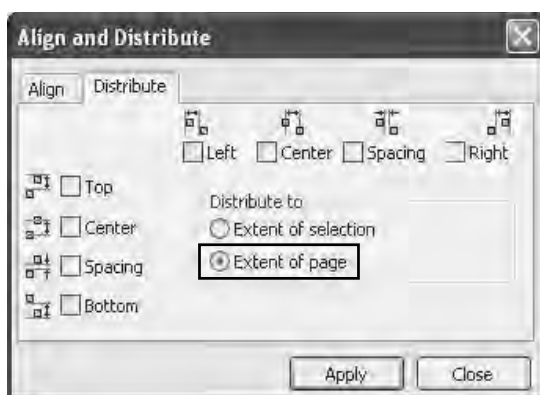 Align and Distribute
Align Distribute
Left Center Spacing Right
Top
Distribute to
Center
Extent of selection
Spacing
Extent of page
Bottom
Apply Close